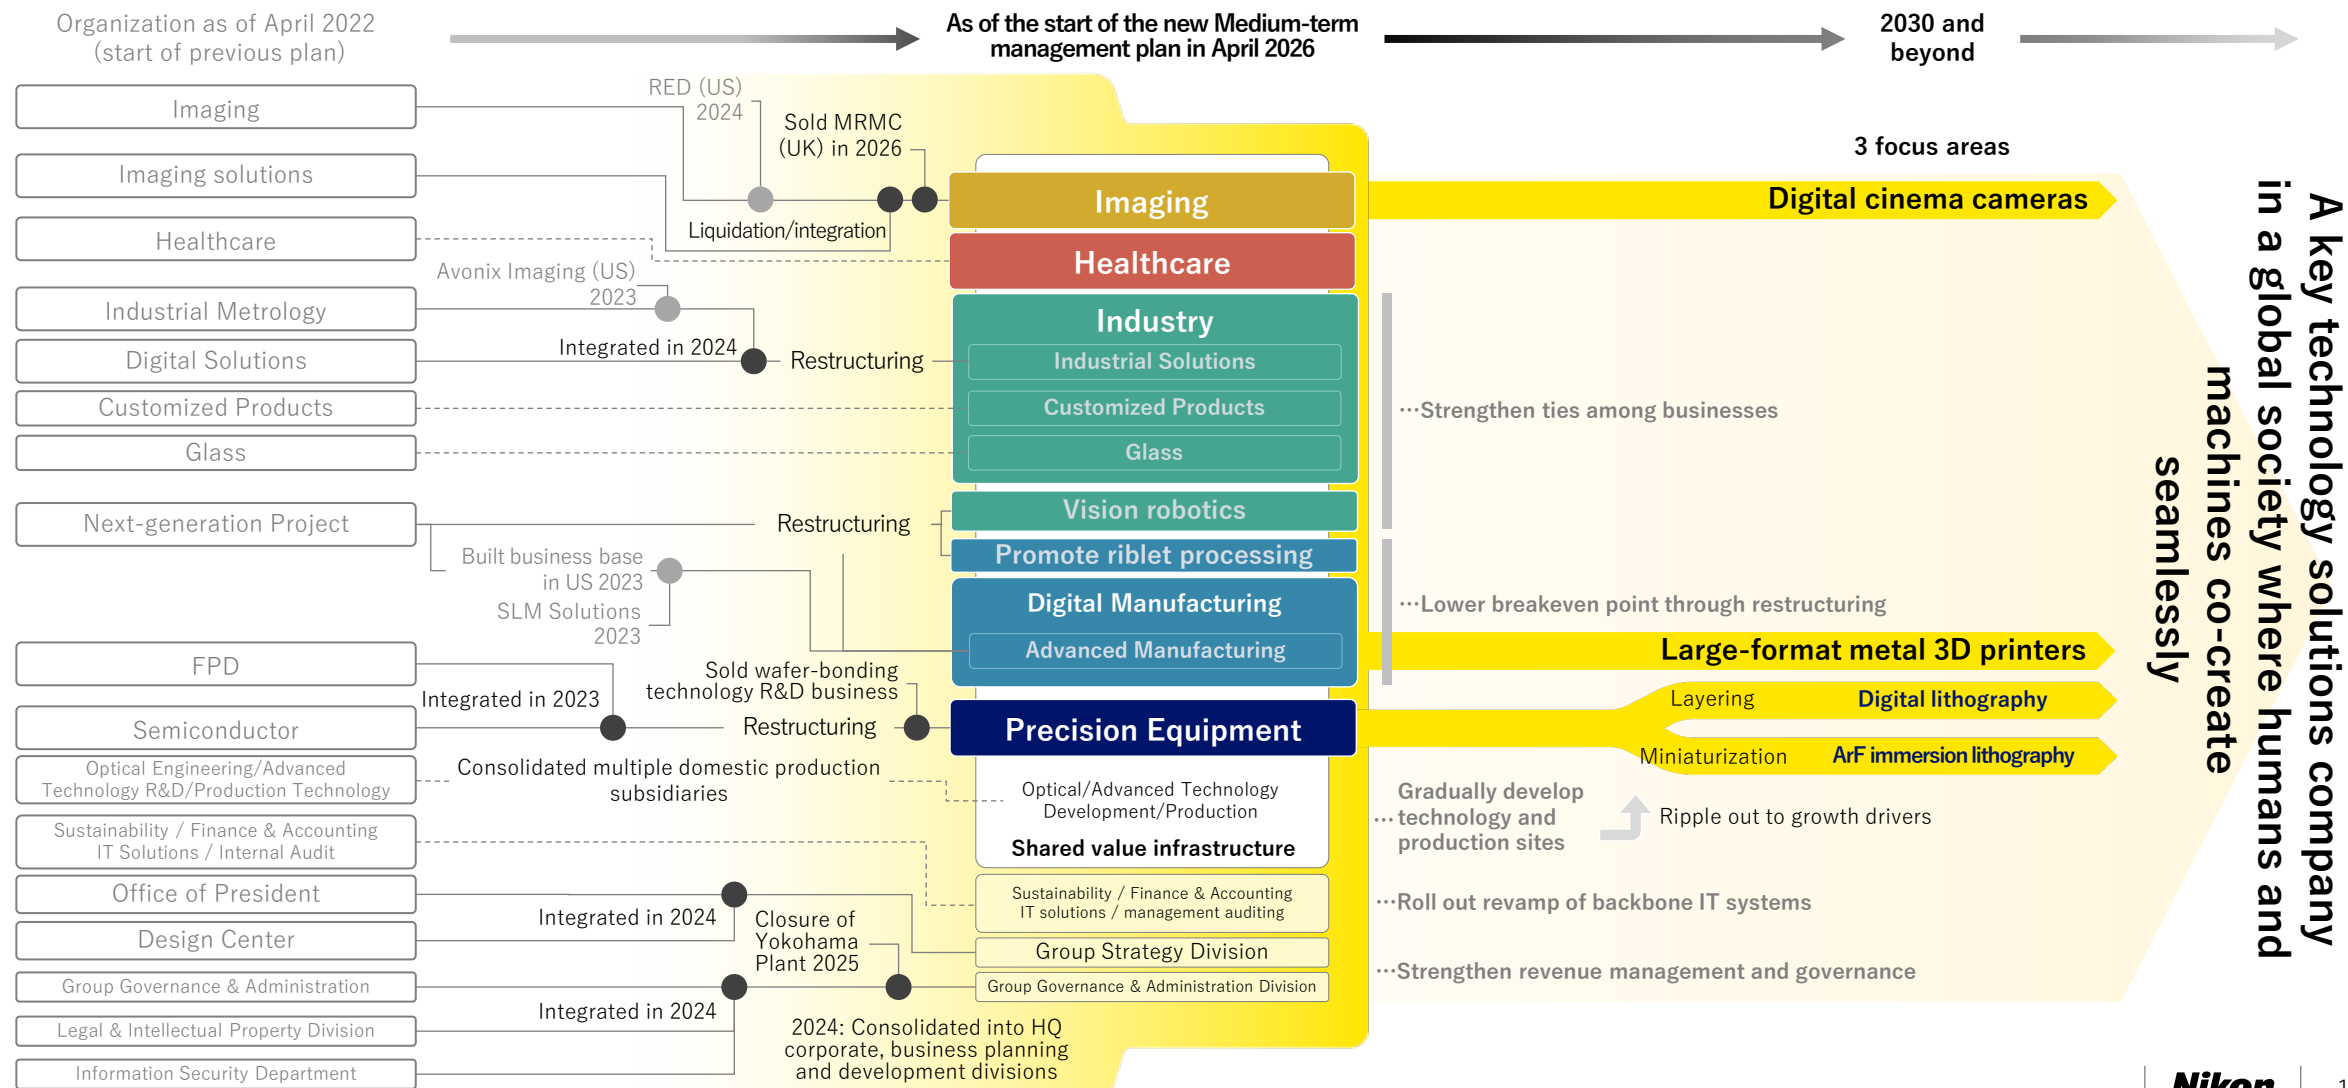 Organization as of April 2022
(start of previous plan)
As of the start of the new Medium-term
management plan in April 2026
2030 and
beyond
Imaging
Imaging solutions
Healthcare
Industrial Metrology
Digital Solutions
Customized Products
Glass
Next-generation Project
FPD
Semiconductor
Optical Engineering/Advanced
Technology R&D/Production Technology
Sustainability / Finance & Accounting
IT Solutions / Internal Audit
Office of President
Design Center
Group Governance & Administration
Legal & Intellectual Property Division
Information Security Department
RED (US)
2024
Sold MRMC
(UK) in 2026
Liquidation/integration
Avonix Imaging (US)
2023
Integrated in 2024
Restructuring
Restructuring
Built business base
in US 2023
SLM Solutions
2023
Integrated in 2023
Sold wafer-bonding
technology R&D business
Restructuring
Consolidated multiple domestic production
subsidiaries
Integrated in 2024
Closure of
Yokohama
Plant 2025
Integrated in 2024
2024: Consolidated into HQ
corporate, business planning
and development divisions
Imaging
Healthcare
Industry
Industrial Solutions
Customized Products
Glass
Vision robotics
Promote riblet processing
Digital Manufacturing
Advanced Manufacturing
Precision Equipment
Optical/Advanced Technology
Development/Production
Shared value infrastructure
Sustainability / Finance & Accounting
IT solutions / management auditing
Group Strategy Division
Group Governance & Administration Division
3 focus areas
Digital cinema cameras
…Strengthen ties among businesses
…Lower breakeven point through restructuring
Large-format metal 3D printers
Layering
Digital lithography
Miniaturization
ArF immersion lithography
…Gradually develop
technology and
production sites
Ripple out to growth drivers
…Roll out revamp of backbone IT systems
…Strengthen revenue management and governance
A key technology solutions company
in a global society where humans and
machines co-create
seamlessly
Nikon